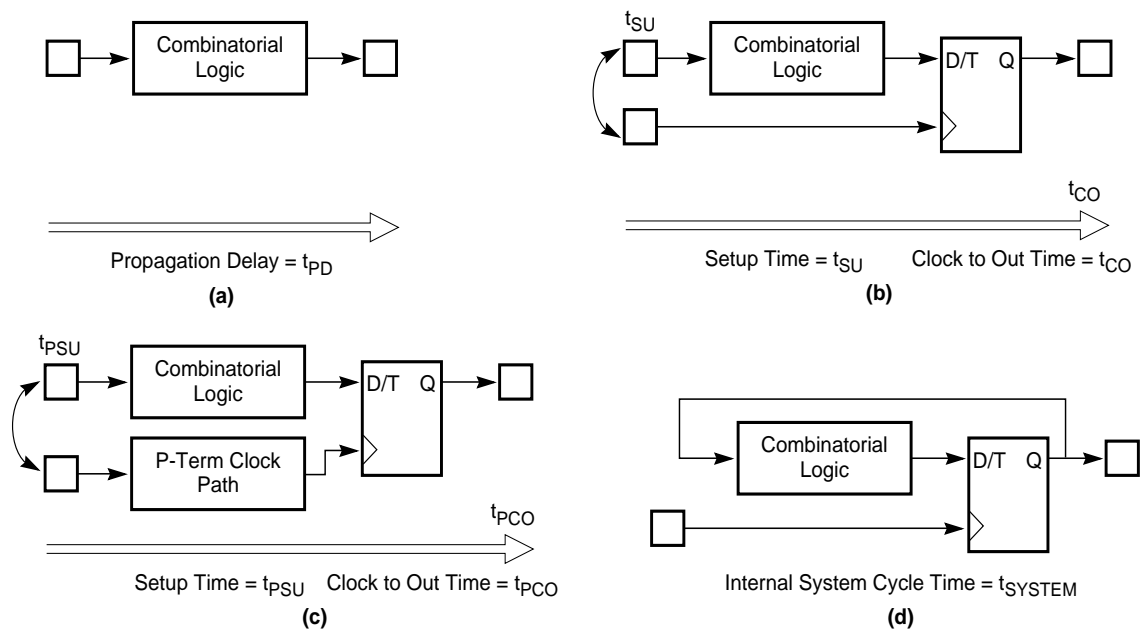 Combinatorial
Logic
Propagation Delay = tPD
(a)
tSU
Combinatorial
Logic
D/T Q
tCO
Setup Time = tSU Clock to Out Time = tCO
(b)
tPSU
Combinatorial
Logic
D/T Q
P-Term Clock
Path
tPCO
Setup Time = tPSU Clock to Out Time = tPCO
(c)
Combinatorial
Logic
D/T Q
Internal System Cycle Time = tSYSTEM
(d)